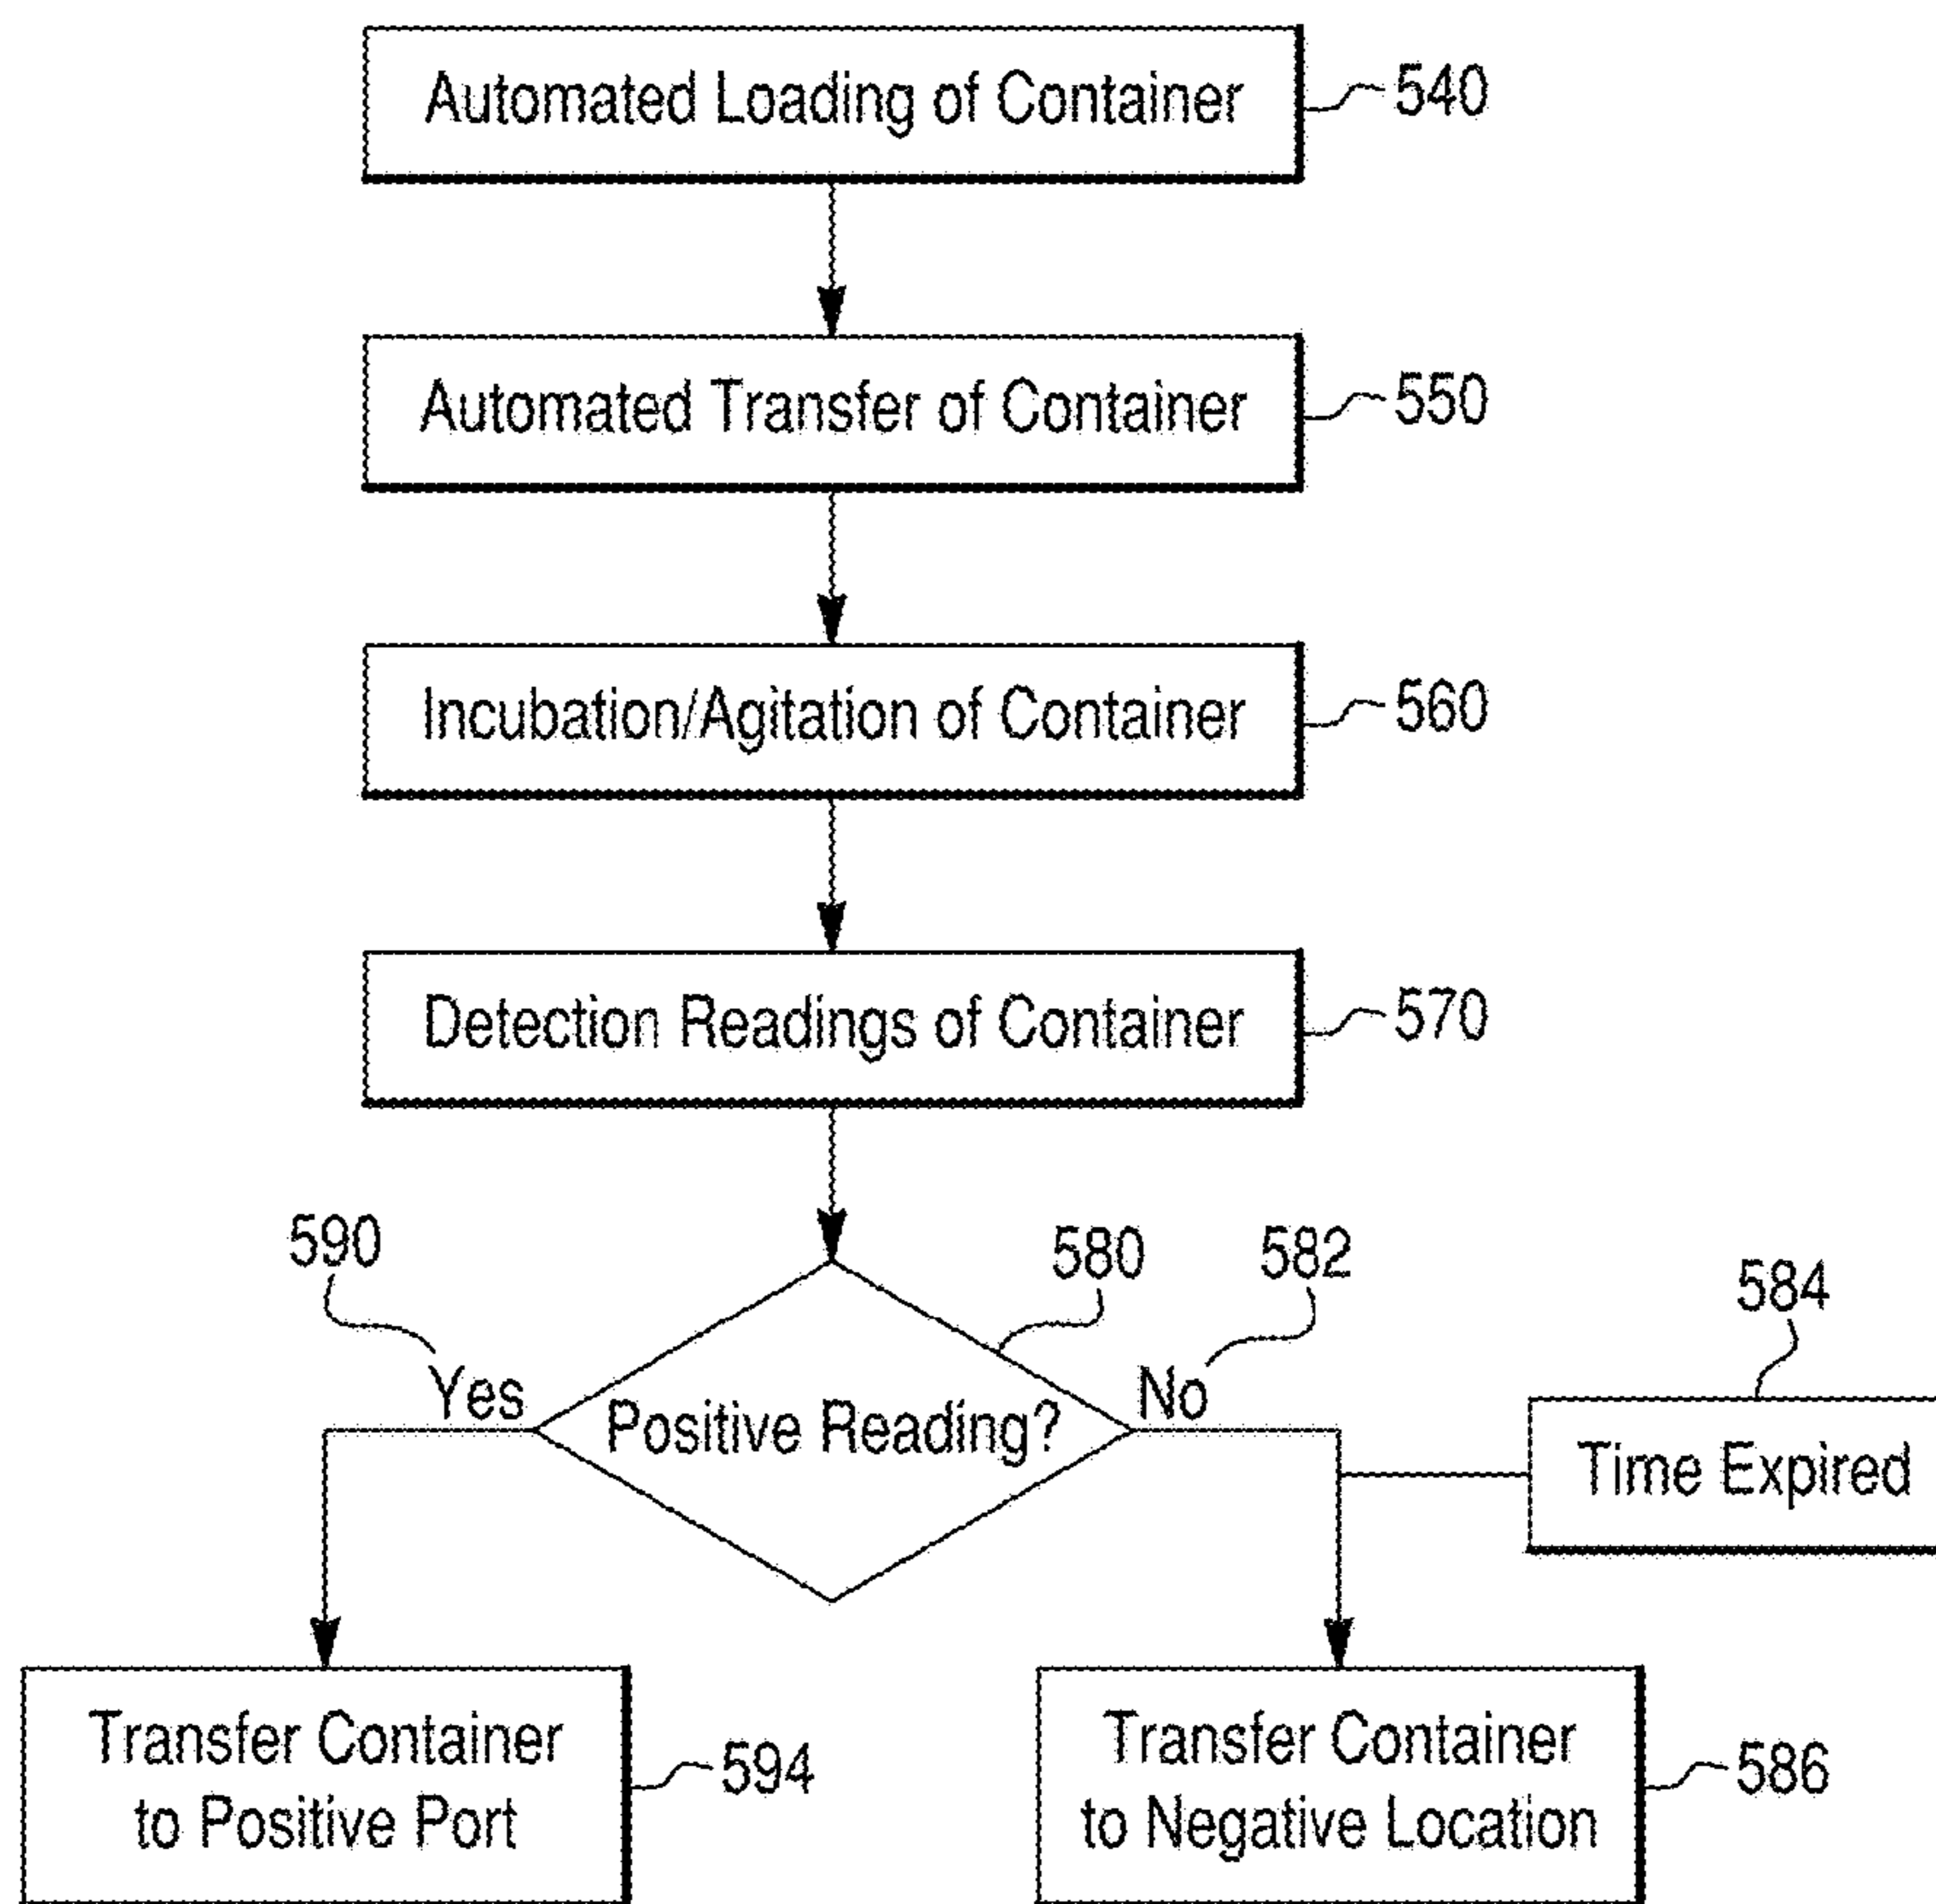 Automated Loading of Container
540
Automated Transfer of Container
550
Incubation/Agitation of Container
560
Detection Readings of Container
570
590
580
582
584
Yes
Positive Reading?
No
Time Expired
Transfer Container
to Positive Port
594
Transfer Container
to Negative Location
586